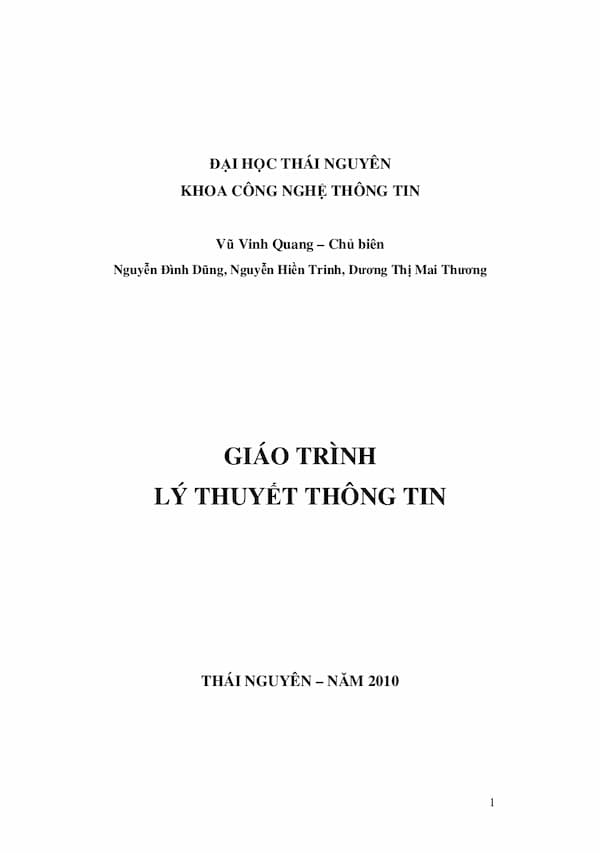 ĐẠI HỌC THÁI NGUYÊN
KHOA CÔNG NGHỆ THÔNG TIN
Vũ Vinh Quang – Chủ biên
Nguyễn Đình Dũng, Nguyễn Hiền Trinh, Dương Thị Mai Thương
GIÁO TRÌNH
LÝ THUYẾT THÔNG TIN
THÁI NGUYÊN – NĂM 2010
1